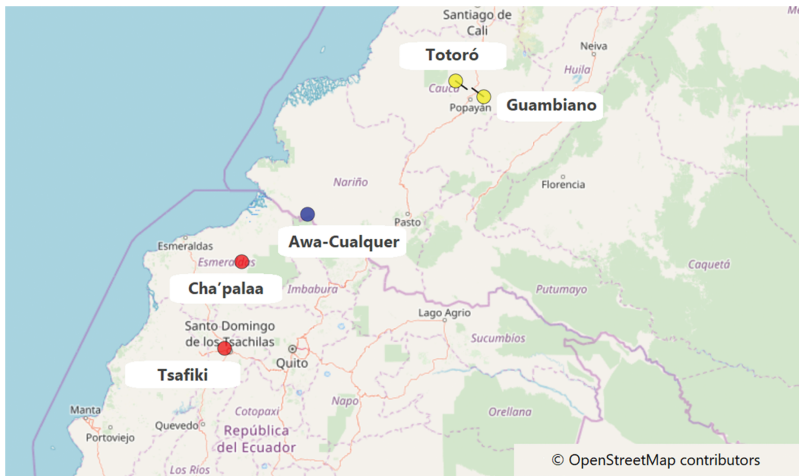 Santiago de
Cali
Neiva
Totoró
Huila
Cauca
Guambiano
Popayán
Florencia
Nariño
Pasto
Awa-Cualquer
Esmeraldas
Esmeraldas
Caquetá
Cha’palaa
Imbabura
Putumayo
Lago Agrio
Santo Domingo
de los Tsachilas
Sucumbios
Quito
Tsafiki
Napo
Manta
Cotopaxi
Orellana
Quevedo
Portoviejo
República
del Ecuador
Los Ríos
© OpenStreetMap contributors